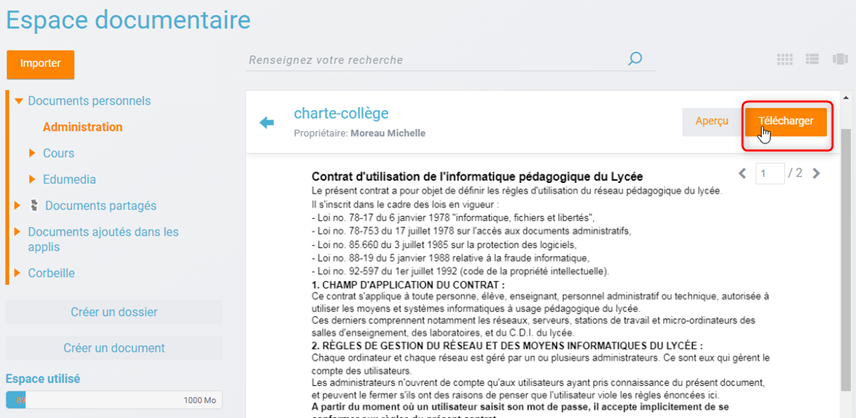 Espace documentaire
Importer
Renseignez votre recherche
Documents personnels
Administration
Cours
Edumedia
Documents partagés
Documents ajoutés dans les
applis
Corbeille
Créer un dossier
Créer un document
Espace utilisé
1000 Mo
charte-collège
Propriétaire: Moreau Michelle
Aperçu
Télécharger
1 / 2
Contrat d'utilisation de l'informatique pédagogique du Lycée
Le présent contrat a pour objet de définir les règles d'utilisation du réseau pédagogique du lycée.
Il s'inscrit dans le cadre des lois en vigueur :
- Loi no. 78-17 du 6 janvier 1978 "informatique, fichiers et libertés",
- Loi no. 78-753 du 17 juillet 1978 sur l'accès aux documents administratifs,
- Loi no. 85.660 du 3 juillet 1985 sur la protection des logiciels,
- Loi no. 88-19 du 5 janvier 1988 relative à la fraude informatique,
- Loi no. 92-597 du 1er juillet 1992 (code de la propriété intellectuelle).
1. CHAMP D'APPLICATION DU CONTRAT :
Ce contrat s'applique à toute personne, élève, enseignant, personnel administratif ou technique, autorisée à
utiliser les moyens et systèmes informatiques à usage pédagogique du lycée.
Ces derniers comprennent notamment les réseaux, serveurs, stations de travail et micro-ordinateurs des
salles d'enseignement, des laboratoires, et du C.D.I. du lycée.
2. RÈGLES DE GESTION DU RÉSEAU ET DES MOYENS INFORMATIQUES DU LYCÉE :
Chaque ordinateur et chaque réseau est géré par un ou plusieurs administrateurs. Ce sont eux qui gèrent le
compte des utilisateurs.
Les administrateurs n'ouvrent de compte qu'aux utilisateurs ayant pris connaissance du présent document,
et peuvent le fermer s'ils ont des raisons de penser que l'utilisateur viole les règles énoncées ici.
A partir du moment où un utilisateur saisit son mot de passe, il accepte implicitement de se
conformer aux règles du présent contrat.